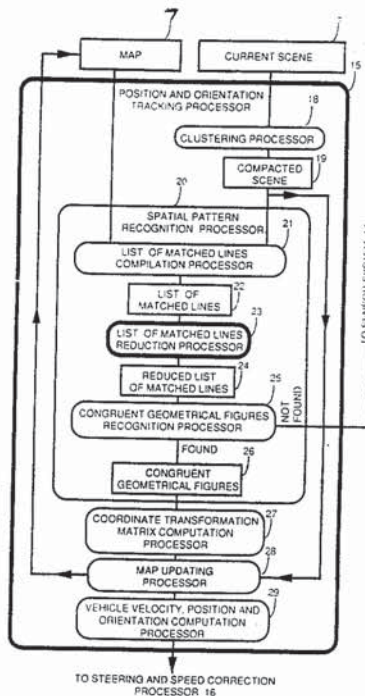 7
MAP
CURRENT SCENE
15
POSITION AND ORIENTATION
TRACKING PROCESSOR
18
CLUSTERING PROCESSOR
19
COMPACTED
SCENE
20
SPATIAL PATTERN
RECOGNITION PROCESSOR
21
LIST OF MATCHED LINES
COMPILATION PROCESSOR
22
LIST OF
MATCHED LINES
23
LIST OF MATCHED LINES
REDUCTION PROCESSOR
24
REDUCED LIST
OF MATCHED LINES
25
CONGRUENT GEOMETRICAL FIGURES
RECOGNITION PROCESSOR
NOT
FOUND
FOUND
26
CONGRUENT
GEOMETRICAL FIGURES
27
COORDINATE TRANSFORMATION
MATRIX COMPUTATION
PROCESSOR
28
MAP UPDATING
PROCESSOR
29
VEHICLE VELOCITY, POSITION AND
ORIENTATION COMPUTATION
PROCESSOR
TO STEERING AND SPEED CORRECTION
PROCESSOR 16